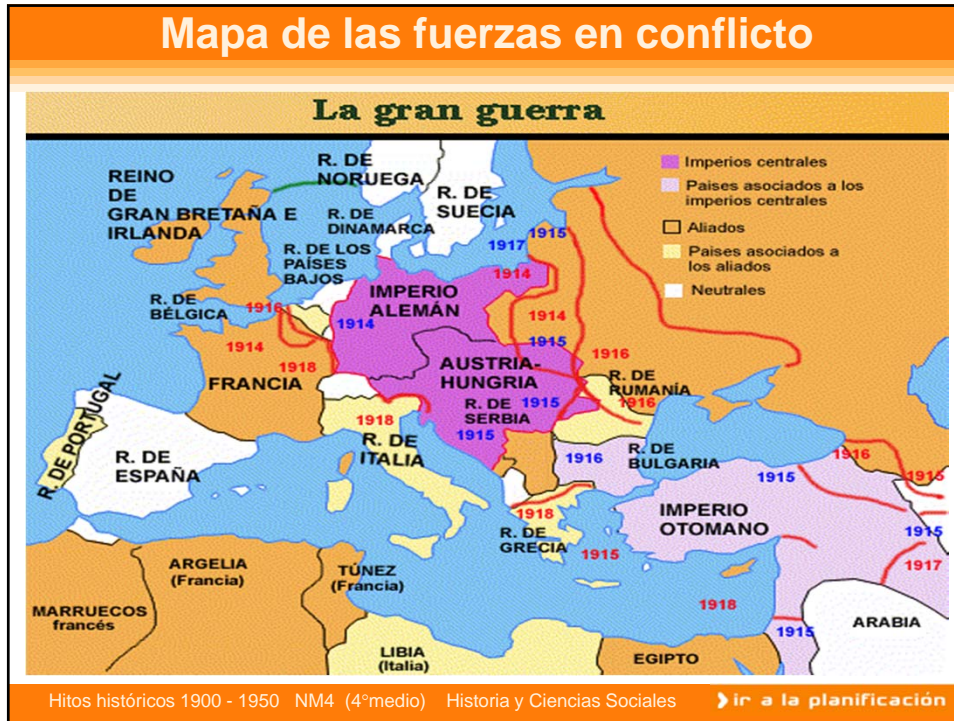 Mapa de las fuerzas en conflicto
La gran guerra
REINO
DE
GRAN BRETAÑA E
IRLANDA
R. DE
NORUEGA
R. DE
SUECIA
R. DE
DINAMARCA
R. DE LOS
PAÍSES
BAJOS
R. DE
BÉLGICA
Imperios centrales
Paises asociados a los
imperios centrales
Aliados
Paises asociados a
los aliados
Neutrales
1915
1917
1914
IMPERIO
ALEMÁN
1916
1914
1914
1914
1915
1918
FRANCIA
AUSTRIA-
HUNGRIA
1916
R. DE
RUMANÍA
1916
R. DE
SERBIA
1915
1915
1918
R. DE
ITALIA
R. DE PORTUGAL
R. DE
ESPAÑA
1916
R. DE
BULGARIA
1915
1916
1915
IMPERIO
OTOMANO
1915
1917
1918
R. DE
GRECIA
1915
1918
1915
ARABIA
ARGELIA
(Francia)
TÚNEZ
(Francia)
MARRUECOS
francés
LIBIA
(Italia)
EGIPTO
Hitos históricos 1900 - 1950 NM4 (4°medio) Historia y Ciencias Sociales
ir a la planificación